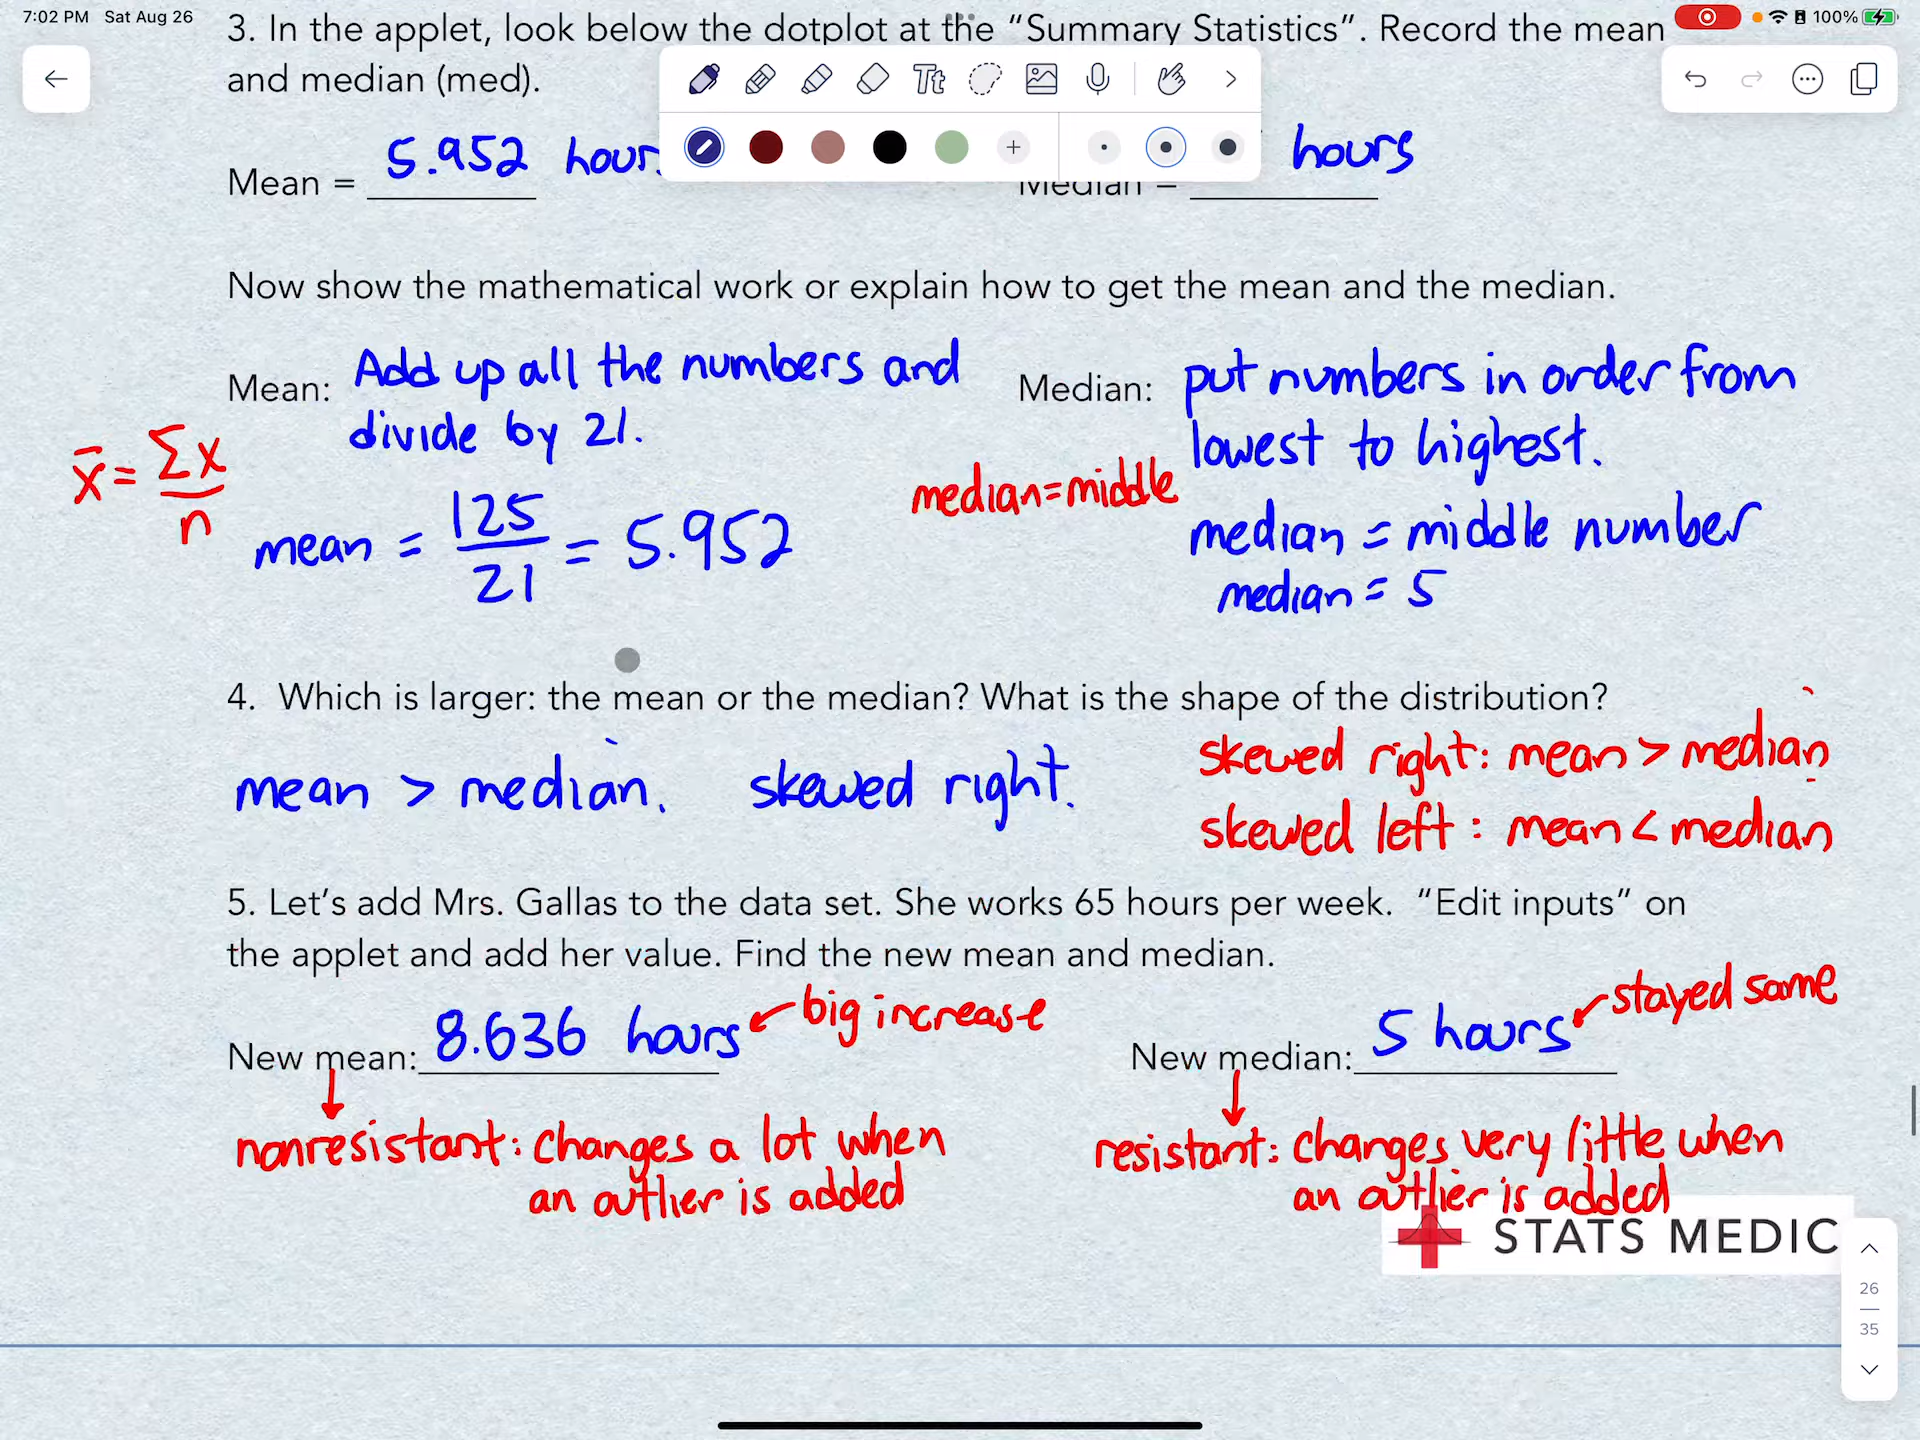 7:02 PM Sat Aug 26
100%
3. In the applet, look below the dotplot at the “Summary Statistics”. Record the mean
and median (med).
Mean = 5.952 hours
Median = hours
Now show the mathematical work or explain how to get the mean and the median.
Mean: Add up all the numbers and
divide by 21.
x̄ = Σx / n
mean = 125 / 21 = 5.952
Median: put numbers in order from
lowest to highest.
median=middle
median = middle number
median = 5
4. Which is larger: the mean or the median? What is the shape of the distribution?
mean > median. skewed right.
skewed right: mean > median
skewed left: mean < median
5. Let’s add Mrs. Gallas to the data set. She works 65 hours per week. “Edit inputs” on
the applet and add her value. Find the new mean and median.
New mean: 8.636 hours big increase
New median: 5 hours stayed same
nonresistant: changes a lot when
an outlier is added
resistant: changes very little when
an outlier is added
STATS MEDIC
26
35
Tt